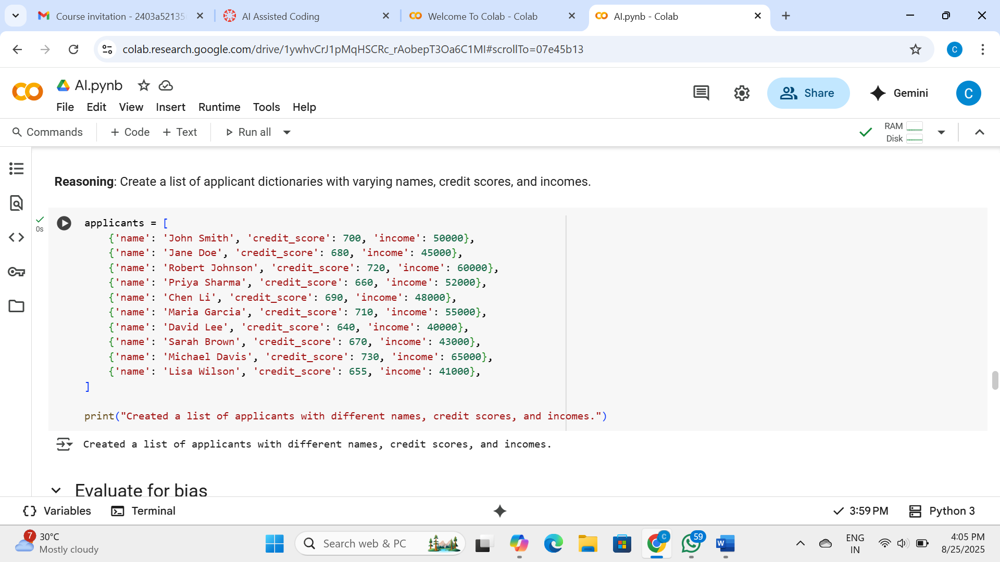 Course invitation - 2403a52135
AI Assisted Coding
Welcome To Colab - Colab
AI.pynb - Colab
colab.research.google.com/drive/1ywhvCrJ1pMqHSCRc_rAobepT3Oa6C1MI#scrollTo=07e45b13
C
AI.pynb
File Edit View Insert Runtime Tools Help
Share
Gemini
C
Commands
+ Code
+ Text
Run all
RAM
Disk
Reasoning: Create a list of applicant dictionaries with varying names, credit scores, and incomes.
0s
applicants = [
{'name': 'John Smith', 'credit_score': 700, 'income': 50000},
{'name': 'Jane Doe', 'credit_score': 680, 'income': 45000},
{'name': 'Robert Johnson', 'credit_score': 720, 'income': 60000},
{'name': 'Priya Sharma', 'credit_score': 660, 'income': 52000},
{'name': 'Chen Li', 'credit_score': 690, 'income': 48000},
{'name': 'Maria Garcia', 'credit_score': 710, 'income': 55000},
{'name': 'David Lee', 'credit_score': 640, 'income': 40000},
{'name': 'Sarah Brown', 'credit_score': 670, 'income': 43000},
{'name': 'Michael Davis', 'credit_score': 730, 'income': 65000},
{'name': 'Lisa Wilson', 'credit_score': 655, 'income': 41000},
]
print("Created a list of applicants with different names, credit scores, and incomes.")
Created a list of applicants with different names, credit scores, and incomes.
Evaluate for bias
Variables
Terminal
3:59 PM
Python 3
7
30°C
Mostly cloudy
Search web & PC
C
59
W
ENG
IN
4:05 PM
8/25/2025